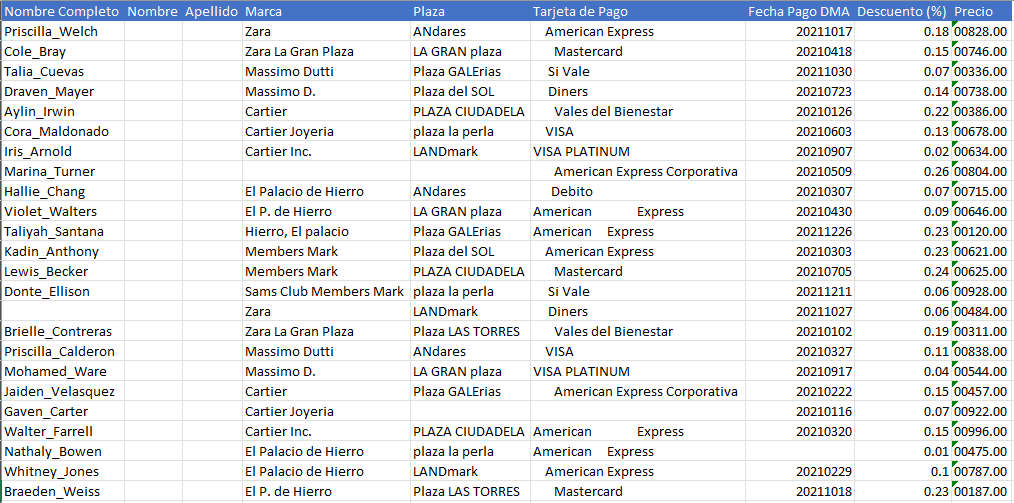 Nombre Completo Nombre Apellido Marca Plaza Tarjeta de Pago Fecha Pago DMA Descuento (%) Precio
Priscilla_Welch Zara ANdares American Express 20211017 0.18 00828.00
Cole_Bray Zara La Gran Plaza LA GRAN plaza Mastercard 20210418 0.15 00746.00
Talia_Cuevas Massimo Dutti Plaza GALErias Si Vale 20211030 0.07 00336.00
Draven_Mayer Massimo D. Plaza del SOL Diners 20210723 0.14 00738.00
Aylin_Irwin Cartier PLAZA CIUDADELA Vales del Bienestar 20210126 0.22 00386.00
Cora_Maldonado Cartier Joyeria plaza la perla VISA 20210603 0.13 00678.00
Iris_Arnold Cartier Inc. LANDmark VISA PLATINUM 20210907 0.02 00634.00
Marina_Turner American Express Corporativa 20210509 0.26 00804.00
Hallie_Chang El Palacio de Hierro ANdares Debito 20210307 0.07 00715.00
Violet_Walters El P. de Hierro LA GRAN plaza American Express 20210430 0.09 00646.00
Taliyah_Santana Hierro, El palacio Plaza GALErias American Express 20211226 0.23 00120.00
Kadin_Anthony Members Mark Plaza del SOL American Express 20210303 0.23 00621.00
Lewis_Becker Members Mark PLAZA CIUDADELA Mastercard 20210705 0.24 00625.00
Donte_Ellison Sams Club Members Mark plaza la perla Si Vale 20211211 0.06 00928.00
Zara LANDmark Diners 20211027 0.06 00484.00
Brielle_Contreras Zara La Gran Plaza Plaza LAS TORRES Vales del Bienestar 20210102 0.19 00311.00
Priscilla_Calderon Massimo Dutti ANdares VISA 20210327 0.11 00838.00
Mohamed_Ware Massimo D. LA GRAN plaza VISA PLATINUM 20210917 0.04 00544.00
Jaiden_Velasquez Cartier Plaza GALErias American Express Corporativa 20210222 0.15 00457.00
Gaven_Carter Cartier Joyeria 20210116 0.07 00922.00
Walter_Farrell Cartier Inc. PLAZA CIUDADELA American Express 20210320 0.15 00996.00
Nathaly_Bowen El Palacio de Hierro plaza la perla American Express 0.01 00475.00
Whitney_Jones El Palacio de Hierro LANDmark American Express 20210229 0.1 00787.00
Braeden_Weiss El P. de Hierro Plaza LAS TORRES Mastercard 20211018 0.23 00187.00